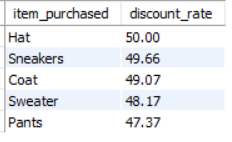 item_purchased discount_rate
Hat 50.00
Sneakers 49.66
Coat 49.07
Sweater 48.17
Pants 47.37